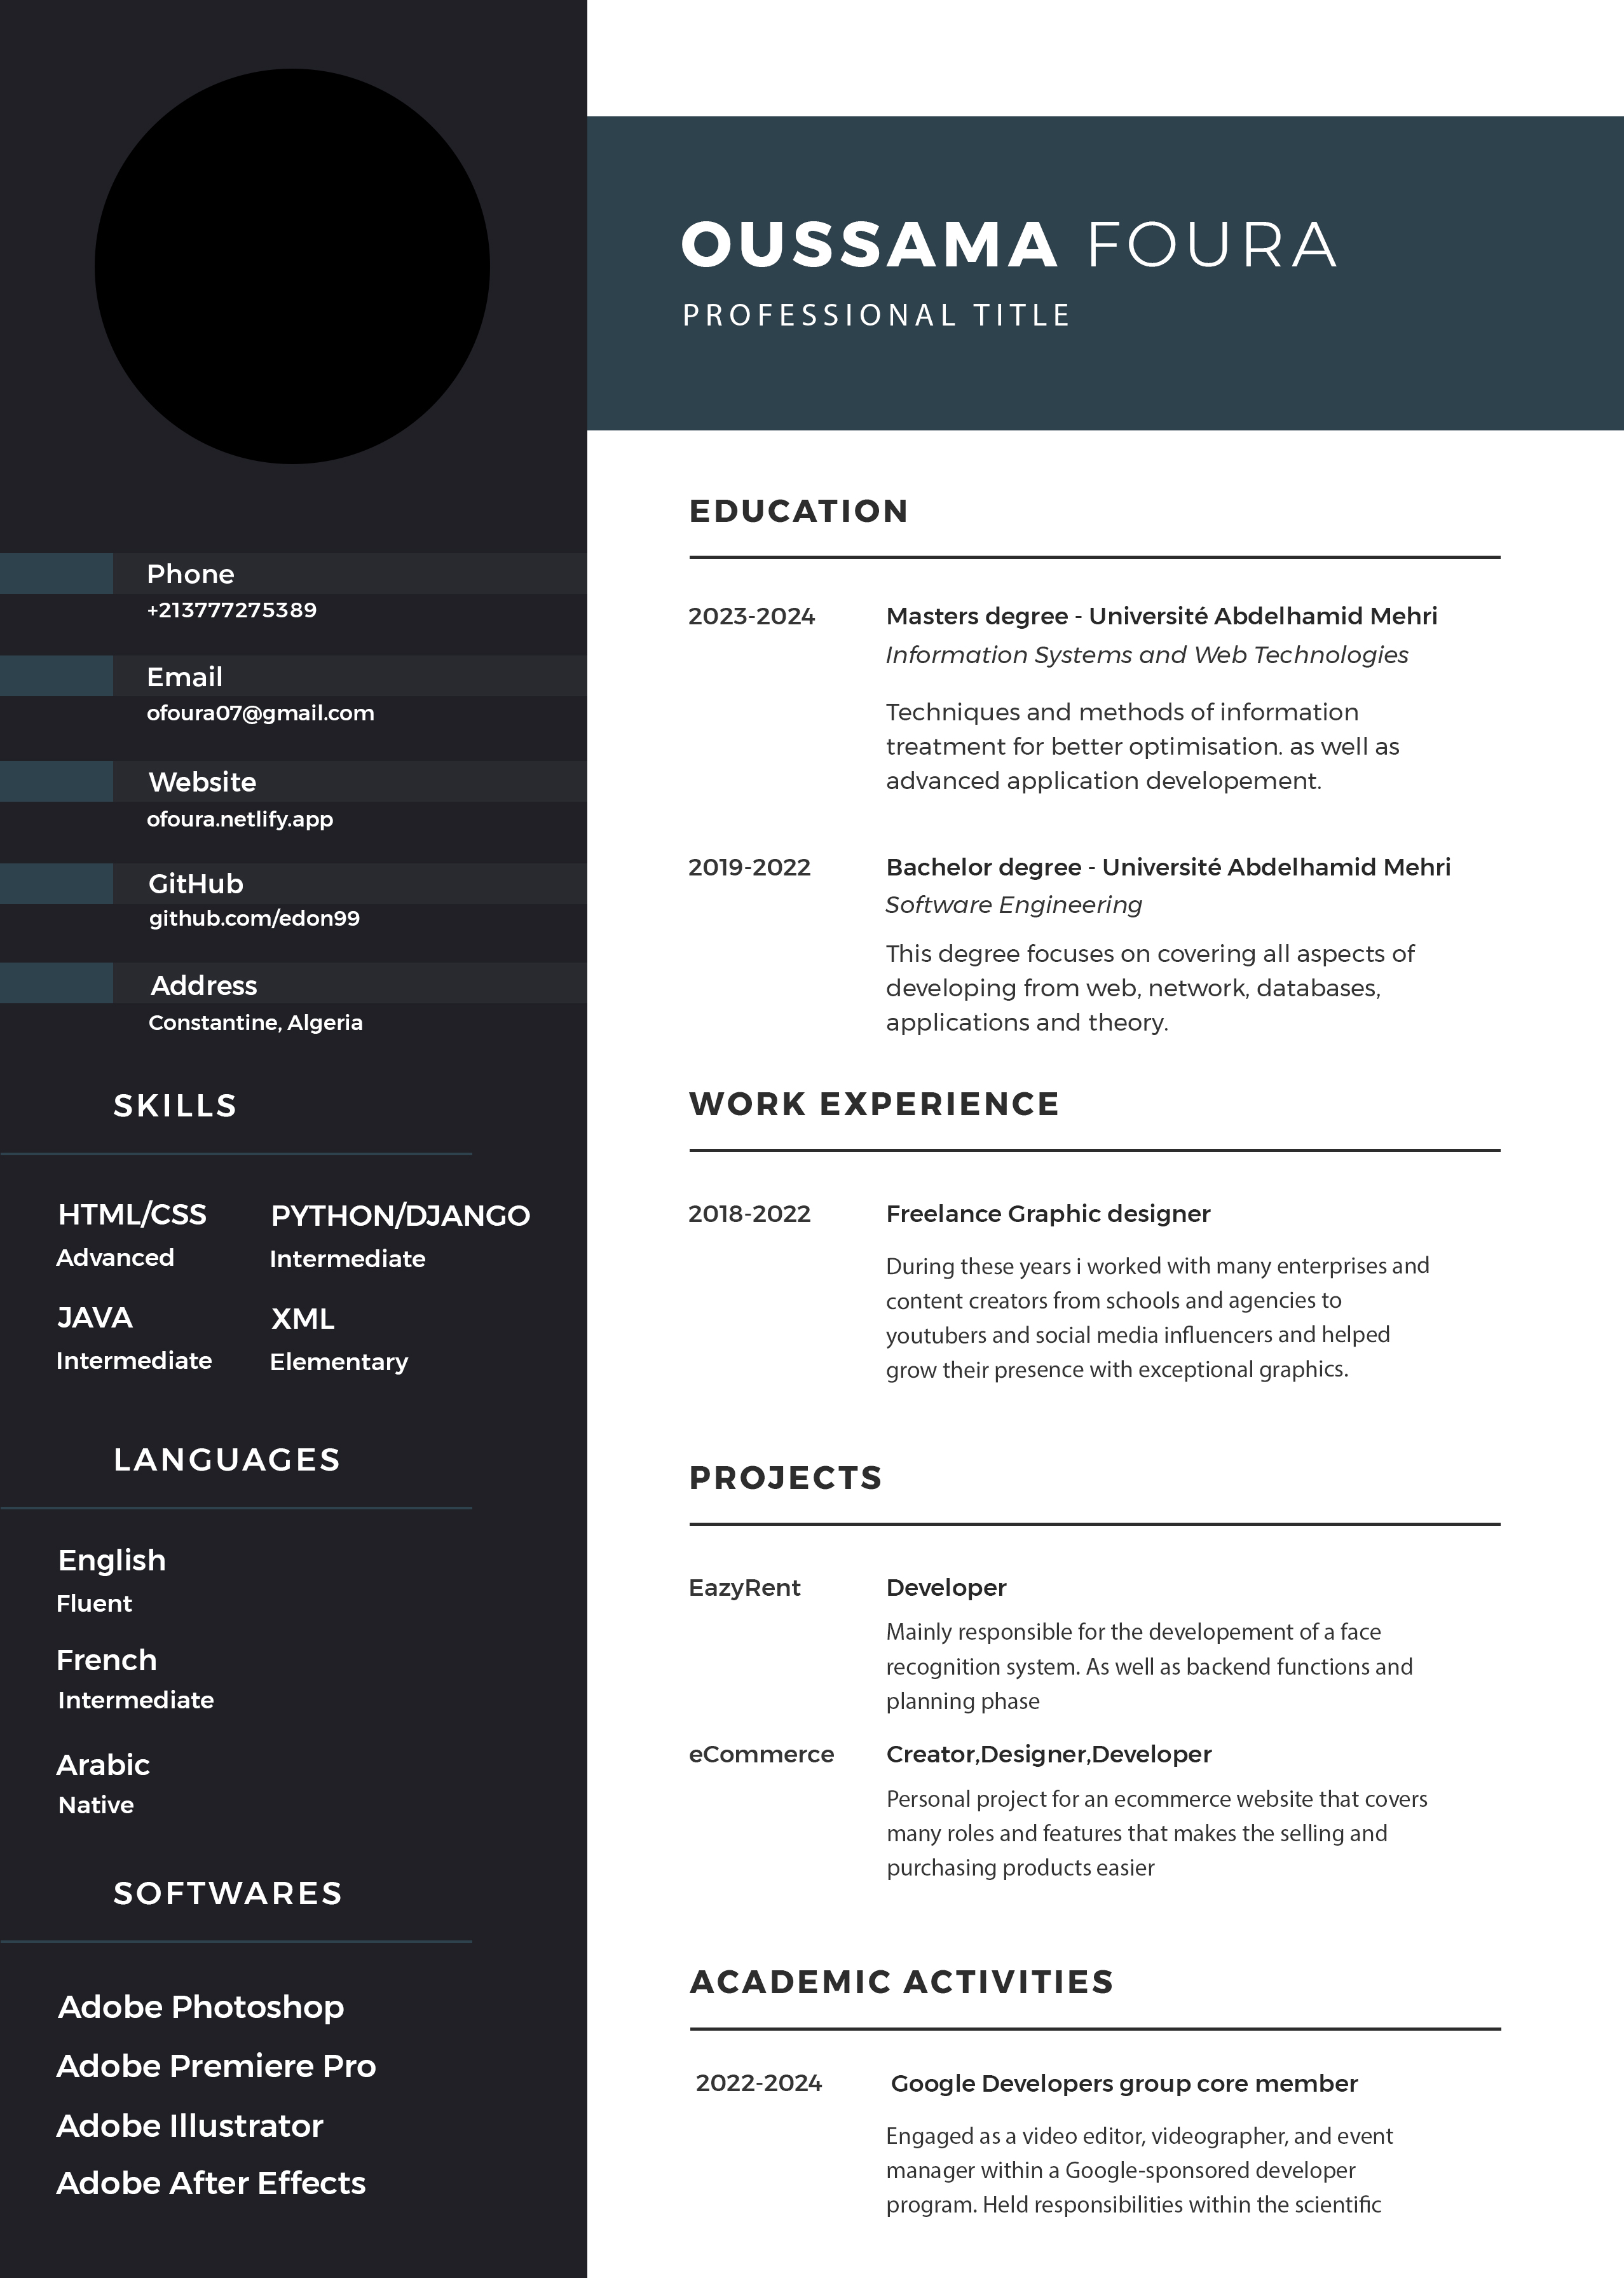 OUSSAMA FOURA
PROFESSIONAL TITLE
Phone
+213777275389
Email
ofoura07@gmail.com
Website
ofoura.netlify.app
GitHub
github.com/edon99
Address
Constantine, Algeria
SKILLS
HTML/CSS
Advanced
PYTHON/DJANGO
Intermediate
JAVA
Intermediate
XML
Elementary
LANGUAGES
English
Fluent
French
Intermediate
Arabic
Native
SOFTWARES
Adobe Photoshop
Adobe Premiere Pro
Adobe Illustrator
Adobe After Effects
EDUCATION
2023-2024
Masters degree - Université Abdelhamid Mehri
Information Systems and Web Technologies
Techniques and methods of information
treatment for better optimisation. as well as
advanced application developement.
2019-2022
Bachelor degree - Université Abdelhamid Mehri
Software Engineering
This degree focuses on covering all aspects of
developing from web, network, databases,
applications and theory.
WORK EXPERIENCE
2018-2022
Freelance Graphic designer
During these years i worked with many enterprises and
content creators from schools and agencies to
youtubers and social media influencers and helped
grow their presence with exceptional graphics.
PROJECTS
EazyRent
Developer
Mainly responsible for the developement of a face
recognition system. As well as backend functions and
planning phase
eCommerce
Creator,Designer,Developer
Personal project for an ecommerce website that covers
many roles and features that makes the selling and
purchasing products easier
ACADEMIC ACTIVITIES
2022-2024
Google Developers group core member
Engaged as a video editor, videographer, and event
manager within a Google-sponsored developer
program. Held responsibilities within the scientific